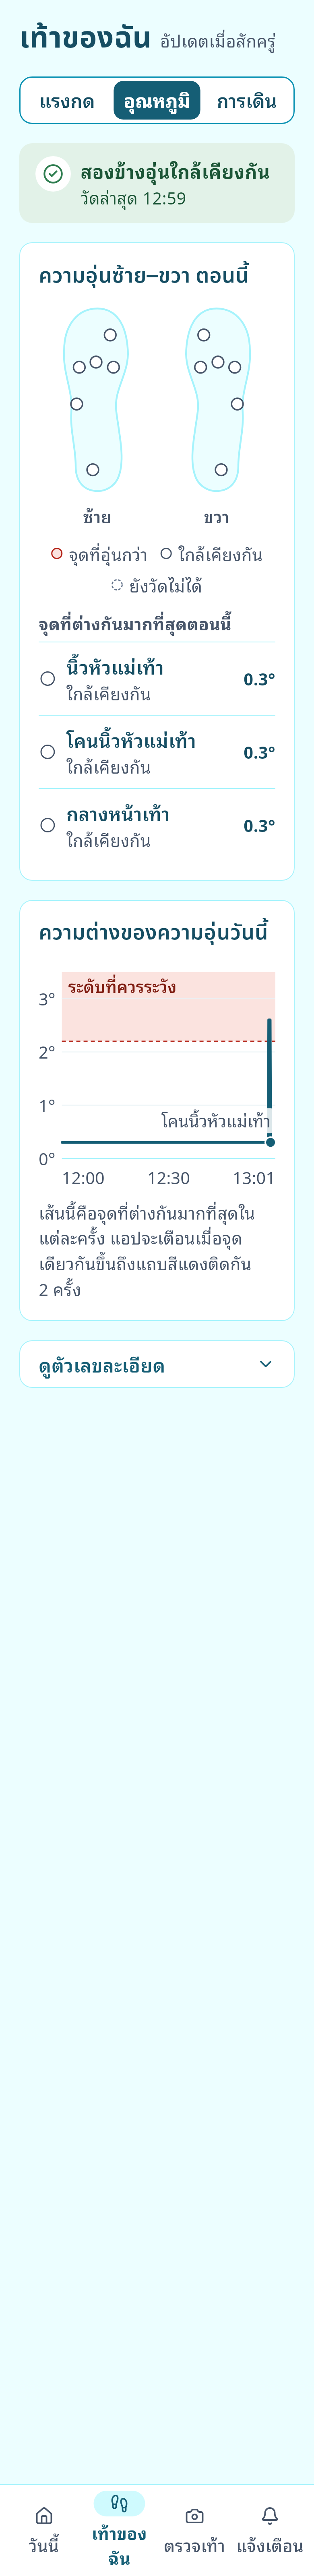 เท้าของฉัน อัปเดตเมื่อสักครู่
แรงกด อุณหภูมิ การเดิน
สองข้างอุ่นใกล้เคียงกัน
วัดล่าสุด 12:59
ความอุ่นซ้าย–ขวา ตอนนี้
ซ้าย ขวา
จุดที่อุ่นกว่า ใกล้เคียงกัน
ยังวัดไม่ได้
จุดที่ต่างกันมากที่สุดตอนนี้
นิ้วหัวแม่เท้า
ใกล้เคียงกัน
0.3°
โคนนิ้วหัวแม่เท้า
ใกล้เคียงกัน
0.3°
กลางหน้าเท้า
ใกล้เคียงกัน
0.3°
ความต่างของความอุ่นวันนี้
ระดับที่ควรระวัง
3°
2°
1°
โคนนิ้วหัวแม่เท้า
0°
12:00 12:30 13:01
เส้นนี้คือจุดที่ต่างกันมากที่สุดใน
แต่ละครั้ง แอปจะเตือนเมื่อจุด
เดียวกันขึ้นถึงแถบสีแดงติดกัน
2 ครั้ง
ดูตัวเลขละเอียด
วันนี้ เท้าของ ตรวจเท้า แจ้งเตือน
ฉัน